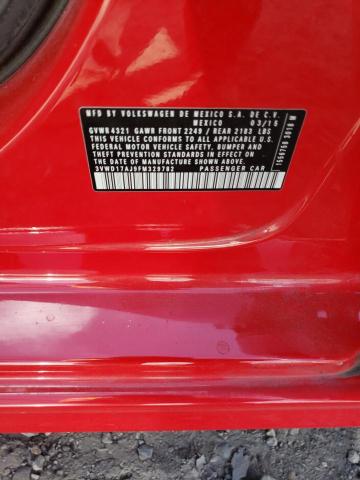 MFD BY VOLKSWAGEN DE MEXICO S.A. DE C.V.
MEXICO 03/15
GVWR 4321 GAWR FRONT 2249 / REAR 2183 LBS
THIS VEHICLE CONFORMS TO ALL APPLICABLE U.S.
FEDERAL MOTOR VEHICLE SAFETY, BUMPER AND
THEFT PREVENTION STANDARDS IN EFFECT ON
THE DATE OF MANUFACTURE SHOWN ABOVE.
3VWD17AJ9FM329782 PASSENGER CAR